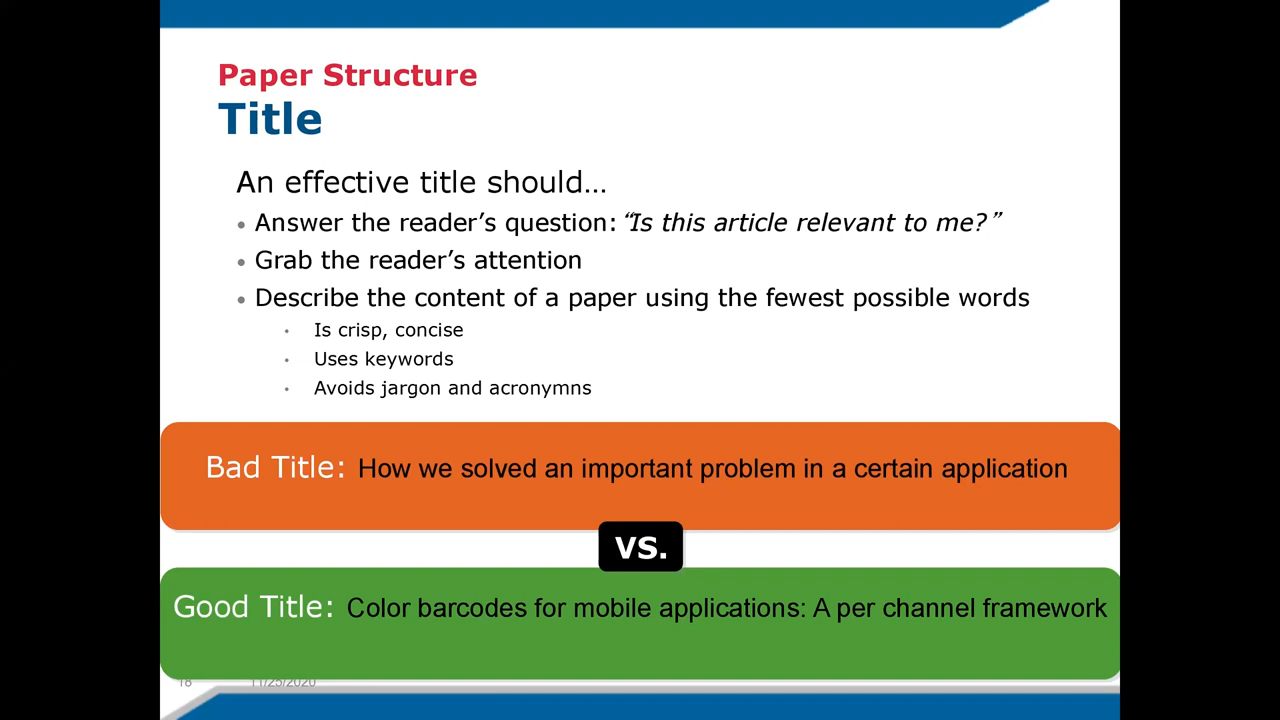 Paper Structure
Title
An effective title should…
• Answer the reader’s question: “Is this article relevant to me?”
• Grab the reader’s attention
• Describe the content of a paper using the fewest possible words
• Is crisp, concise
• Uses keywords
• Avoids jargon and acronymns
Bad Title: How we solved an important problem in a certain application
VS.
Good Title: Color barcodes for mobile applications: A per channel framework
18 11/25/2020